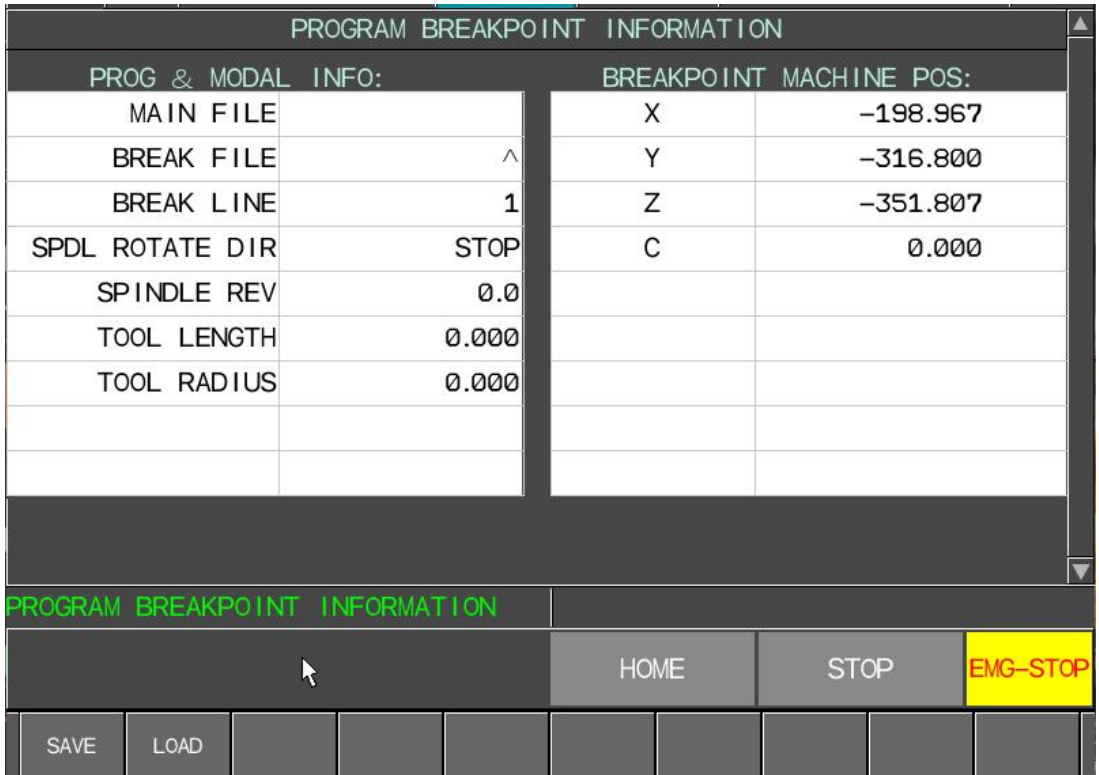 PROGRAM BREAKPOINT INFORMATION
PROG & MODAL INFO: BREAKPOINT MACHINE POS:
MAIN FILE X -198.967
BREAK FILE ^ Y -316.800
BREAK LINE 1 Z -351.807
SPDL ROTATE DIR STOP C 0.000
SPINDLE REV 0.0
TOOL LENGTH 0.000
TOOL RADIUS 0.000
PROGRAM BREAKPOINT INFORMATION
HOME STOP EMG-STOP
SAVE LOAD